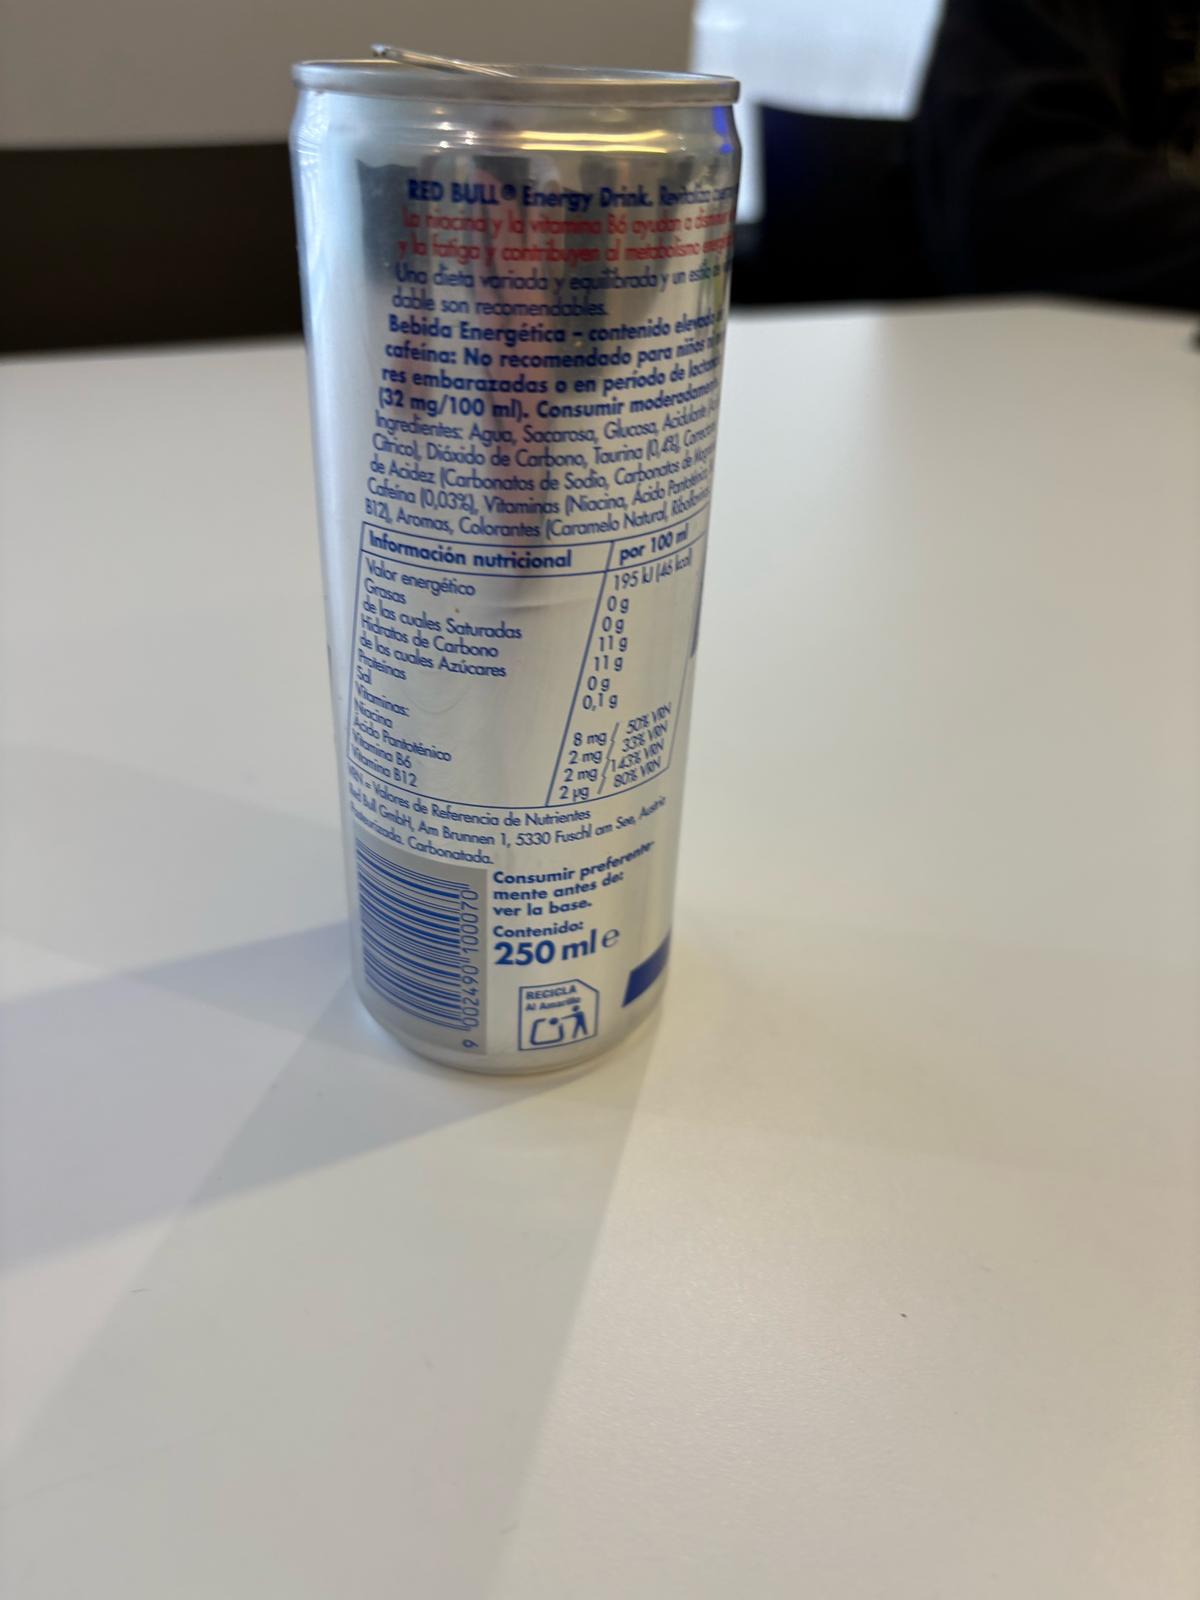 RED BULL® Energy Drink. Revitaliza
La niacina y la vitamina B6 ayudan a
y la fatiga y contribuyen al metabolismo
Una dieta variada y equilibrada y un estilo de
dable son recomendables.
Bebida Energética - contenido elevado
cafeína: No recomendado para niños ni
res embarazadas o en período de
(32 mg/100 ml). Consumir
Ingredientes: Agua, Sacarosa, Glucosa, Acidulante
Cítrico), Dióxido de Carbono, Taurina (0,4%),
de Acidez (Carbonatos de Sodio, Carbonatos de
Cafeína (0,03%), Vitaminas (Niacina, Ácido Pantoténico,
B12), Aromas, Colorantes (Caramelo Natural,
Información nutricional por 100 ml
Valor energético 195 kJ (46 kcal)
Grasas 0 g
de las cuales Saturadas 0 g
Hidratos de Carbono 11 g
de los cuales Azúcares 11 g
Proteínas 0 g
Sal 0,1 g
Vitaminas:
Niacina 8 mg / 50% VRN
Ácido Pantoténico 2 mg / 33% VRN
Vitamina B6 2 mg / 143% VRN
Vitamina B12 2 µg / 80% VRN
VRN = Valores de Referencia de Nutrientes
Red Bull GmbH, Am Brunnen 1, 5330 Fuschl am See, Austria
Pasteurizada. Carbonatada.
Consumir preferente-
mente antes de:
ver la base.
Contenido:
250 ml e
RECICLA
Al Amarillo
9 002490 100070